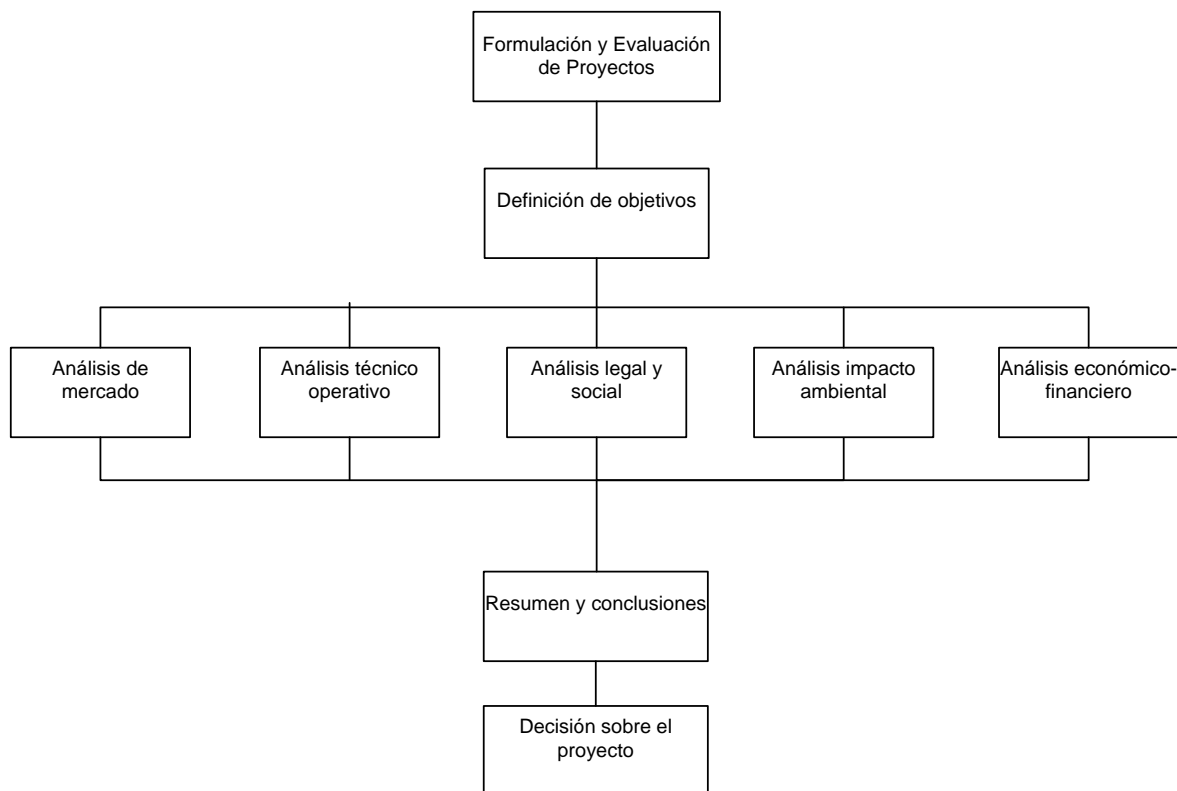 Formulación y Evaluación
de Proyectos
Definición de objetivos
Análisis de
mercado
Análisis técnico
operativo
Análisis legal y
social
Análisis impacto
ambiental
Análisis económico-
financiero
Resumen y conclusiones
Decisión sobre el
proyecto